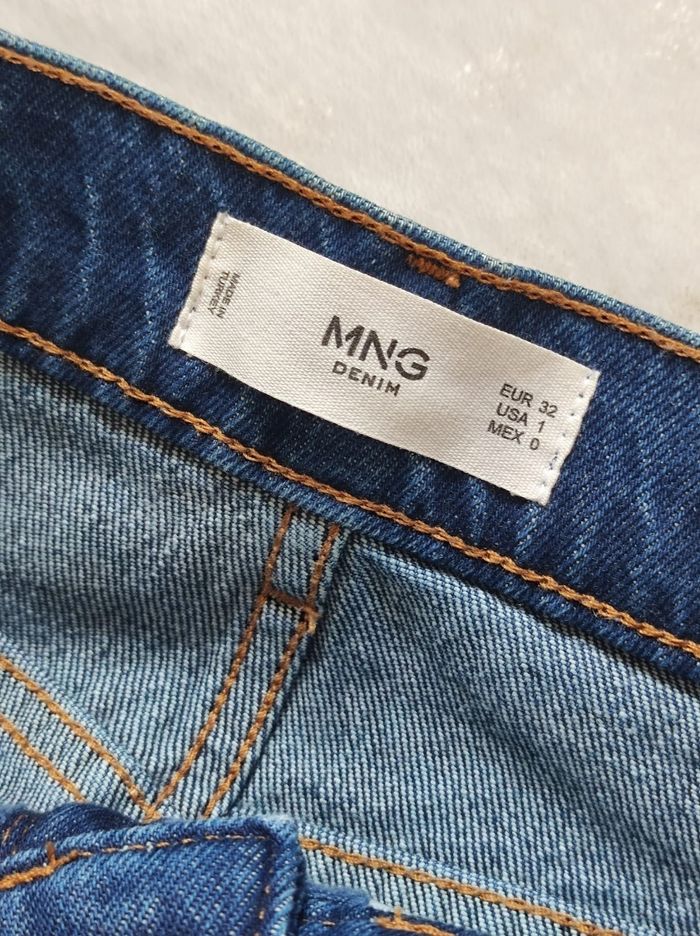 MADE IN
TURKEY
MNG
DENIM
EUR 32
USA 1
MEX 0